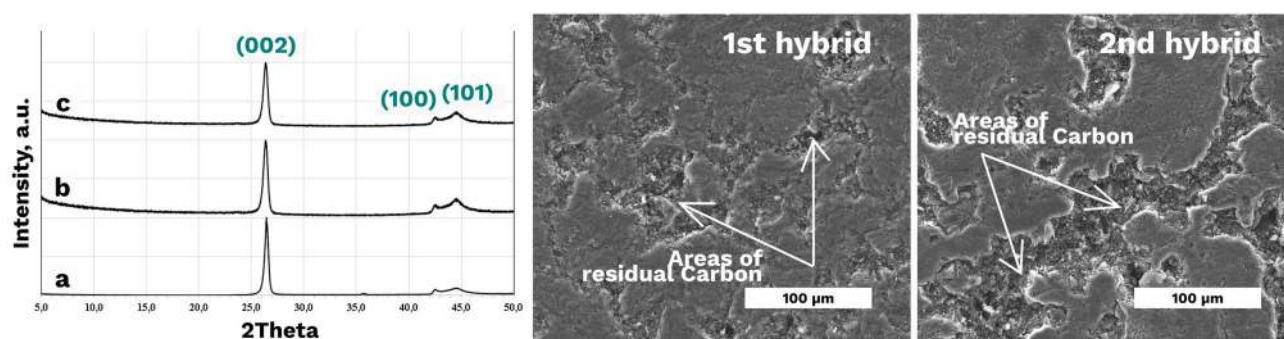 Intensity, a.u.
(002)
(100)
(101)
c
b
a
5,0 10,0 15,0 20,0 25,0 30,0 35,0 40,0 45,0 50,0
2Theta
1st hybrid
Areas of
residual Carbon
100 µm
2nd hybrid
Areas of
residual Carbon
100 µm